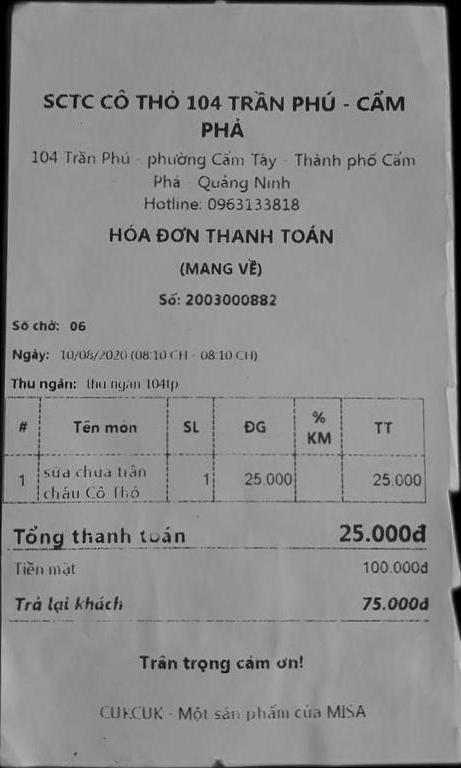 SCTC CÔ THỎ 104 TRẦN PHÚ - CẨM
PHẢ
104 Trần Phú - phường Cẩm Tây - Thành phố Cẩm
Phả - Quảng Ninh
Hotline: 0963133818
HÓA ĐƠN THANH TOÁN
(MANG VỀ)
Số: 2003000882
Số chờ: 06
Ngày: 10/08/2020 (08:10 CH - 08:10 CH)
Thu ngân: thu ngân 104tp
# Tên món SL ĐG % KM TT
1 sữa chua trân châu Cô Thỏ 1 25.000 25.000
Tổng thanh toán 25.000đ
Tiền mặt 100.000đ
Trả lại khách 75.000đ
Trân trọng cảm ơn!
CUKCUK - Một sản phẩm của MISA